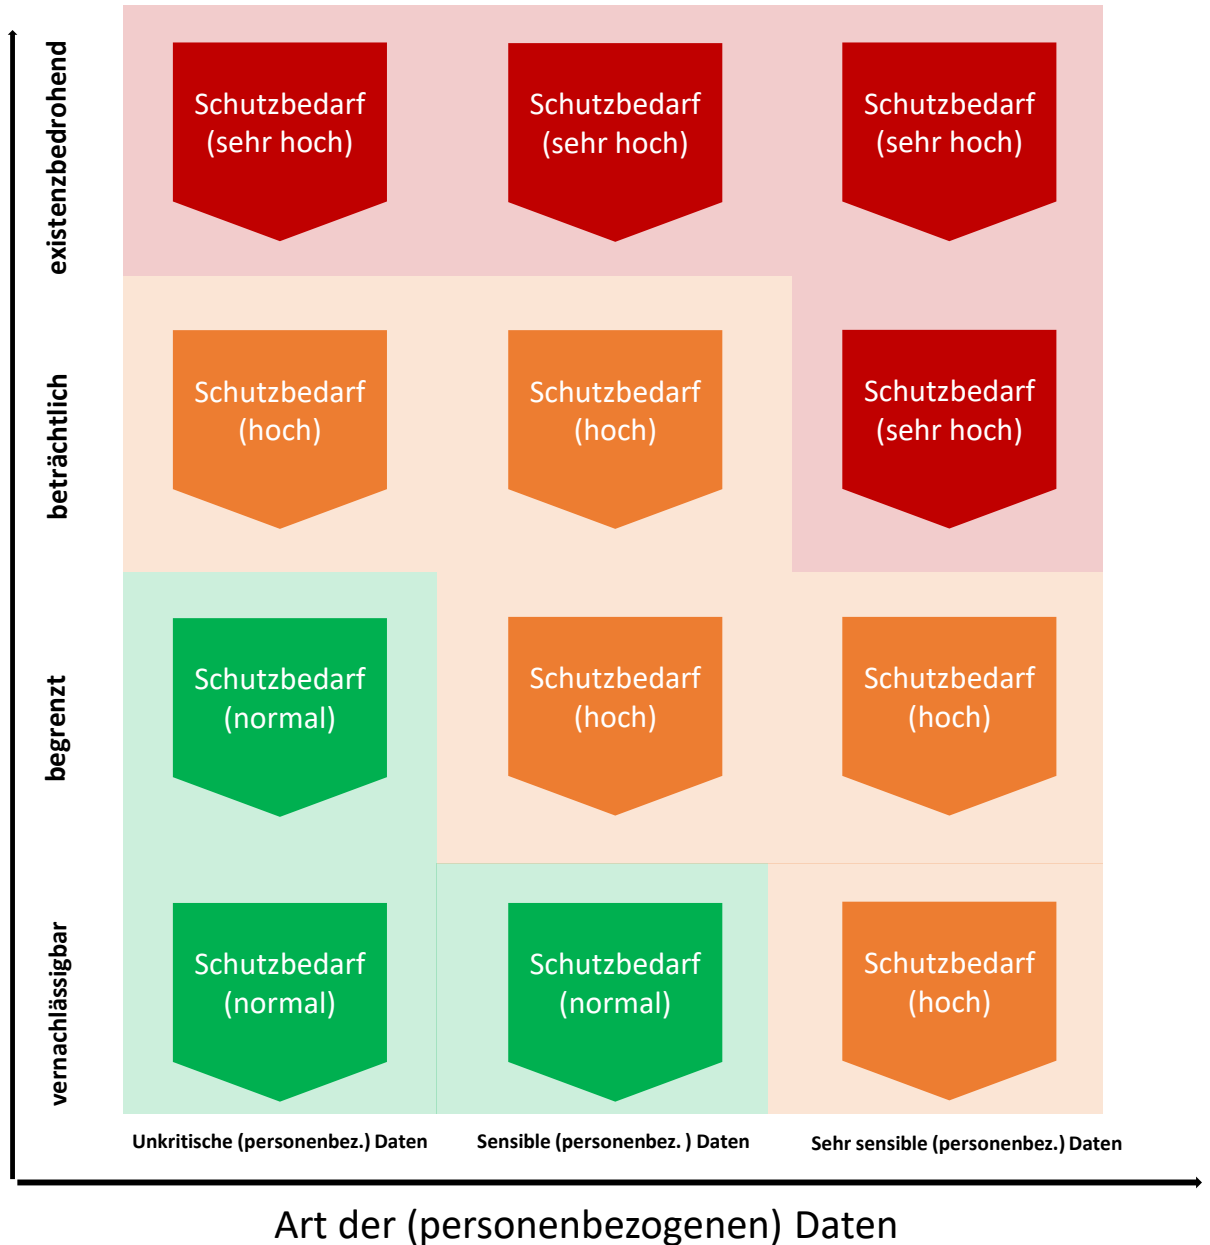 existenzbedrohend
Schutzbedarf
(sehr hoch)
Schutzbedarf
(sehr hoch)
Schutzbedarf
(sehr hoch)
beträchtlich
Schutzbedarf
(hoch)
Schutzbedarf
(hoch)
Schutzbedarf
(sehr hoch)
begrenzt
Schutzbedarf
(normal)
Schutzbedarf
(hoch)
Schutzbedarf
(hoch)
vernachlässigbar
Schutzbedarf
(normal)
Schutzbedarf
(normal)
Schutzbedarf
(hoch)
Unkritische (personenbez.) Daten
Sensible (personenbez. ) Daten
Sehr sensible (personenbez.) Daten
Art der (personenbezogenen) Daten